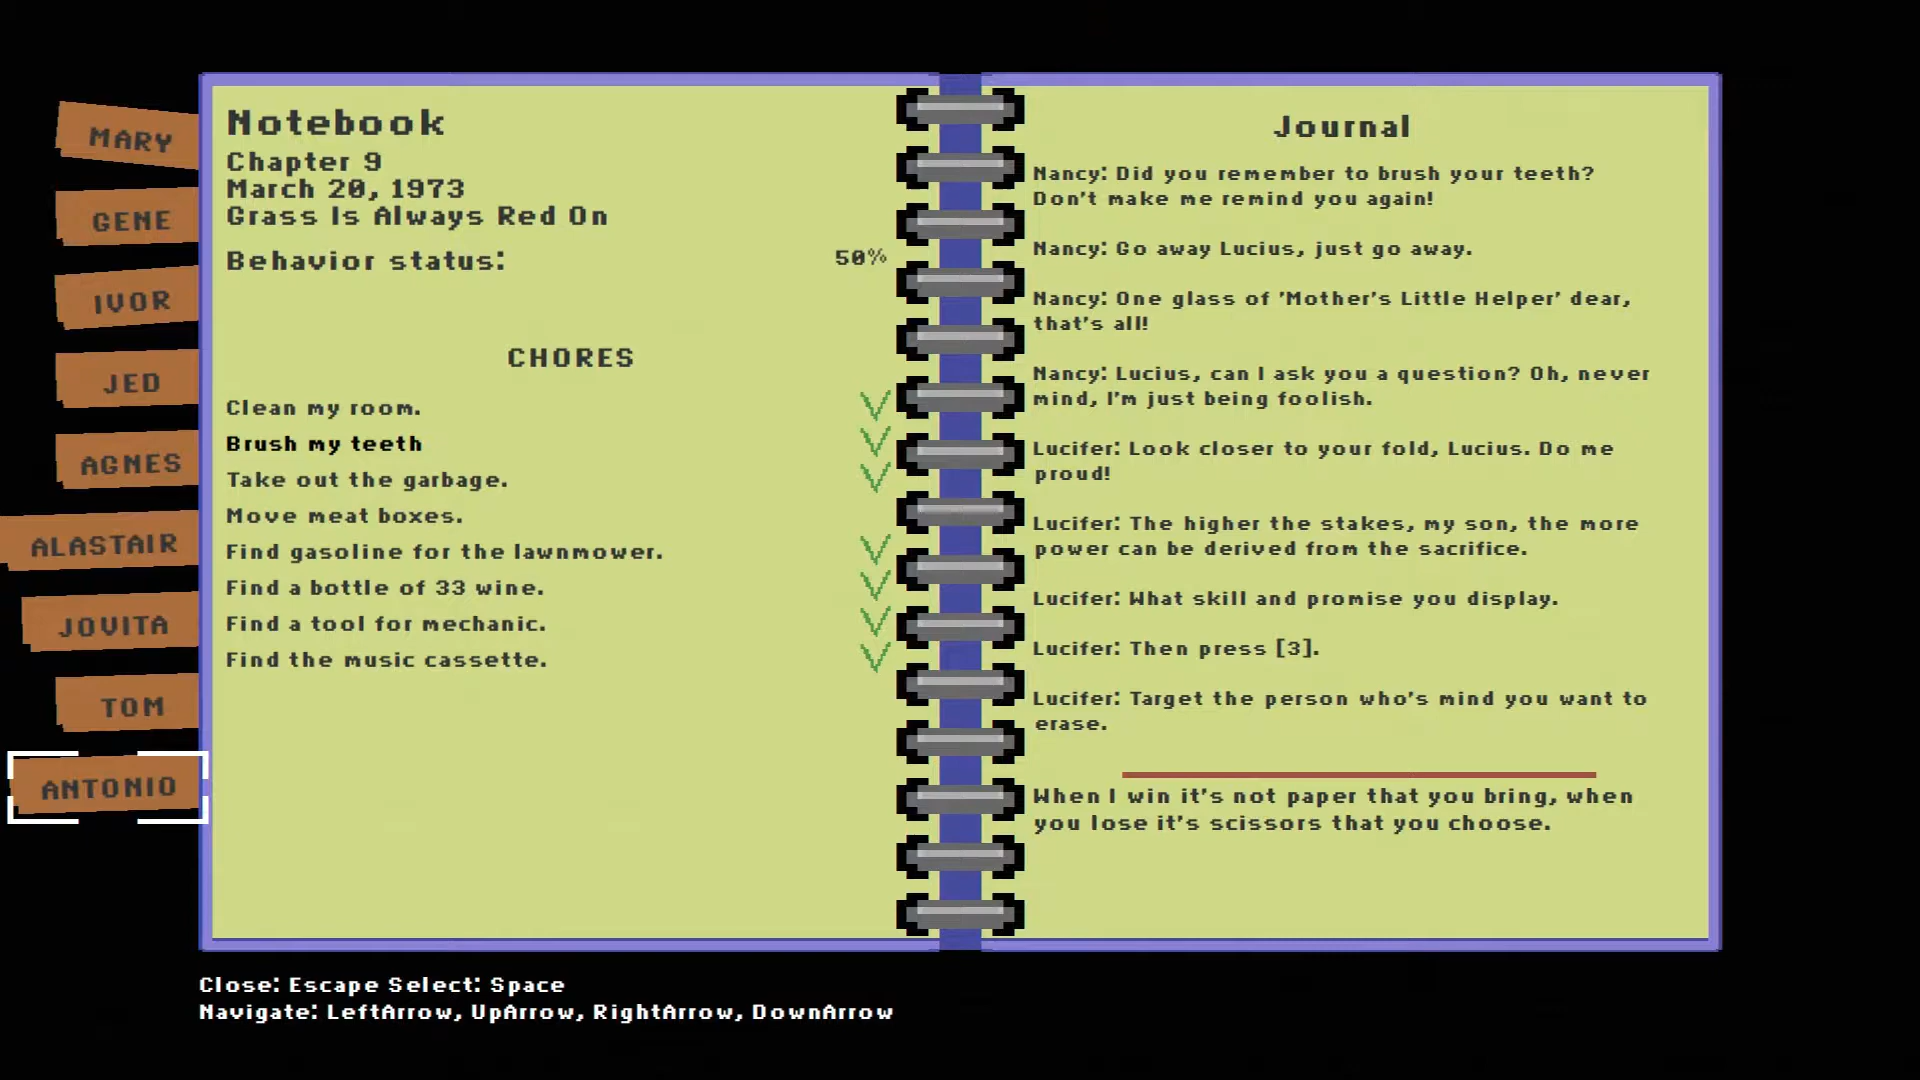 MARY
GENE
IVOR
JED
AGNES
ALASTAIR
JOVITA
TOM
ANTONIO
Notebook
Chapter 9
March 20, 1973
Grass Is Always Red On
Behavior status: 50%
CHORES
Clean my room.
Brush my teeth
Take out the garbage.
Move meat boxes.
Find gasoline for the lawnmower.
Find a bottle of 33 wine.
Find a tool for mechanic.
Find the music cassette.
Journal
Nancy: Did you remember to brush your teeth?
Don't make me remind you again!
Nancy: Go away Lucius, just go away.
Nancy: One glass of 'Mother's Little Helper' dear,
that's all!
Nancy: Lucius, can I ask you a question? Oh, never
mind, I'm just being foolish.
Lucifer: Look closer to your fold, Lucius. Do me
proud!
Lucifer: The higher the stakes, my son, the more
power can be derived from the sacrifice.
Lucifer: What skill and promise you display.
Lucifer: Then press [3].
Lucifer: Target the person who's mind you want to
erase.
When I win it's not paper that you bring, when
you lose it's scissors that you choose.
Close: Escape Select: Space
Navigate: LeftArrow, UpArrow, RightArrow, DownArrow